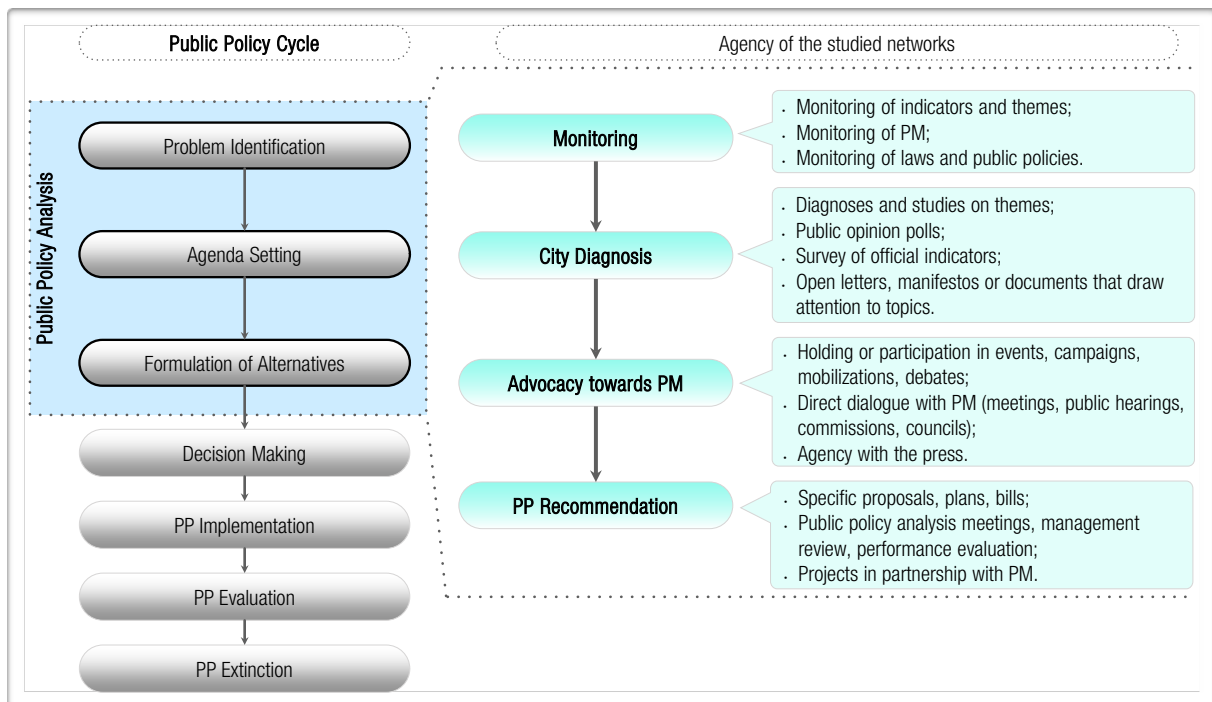 Public Policy Cycle
Agency of the studied networks
Public Policy Analysis
Problem Identification
Agenda Setting
Formulation of Alternatives
Decision Making
PP Implementation
PP Evaluation
PP Extinction
Monitoring
· Monitoring of indicators and themes;
· Monitoring of PM;
· Monitoring of laws and public policies.
City Diagnosis
· Diagnoses and studies on themes;
· Public opinion polls;
· Survey of official indicators;
· Open letters, manifestos or documents that draw
attention to topics.
Advocacy towards PM
· Holding or participation in events, campaigns,
mobilizations, debates;
· Direct dialogue with PM (meetings, public hearings,
commissions, councils);
· Agency with the press.
PP Recommendation
· Specific proposals, plans, bills;
· Public policy analysis meetings, management
review, performance evaluation;
· Projects in partnership with PM.